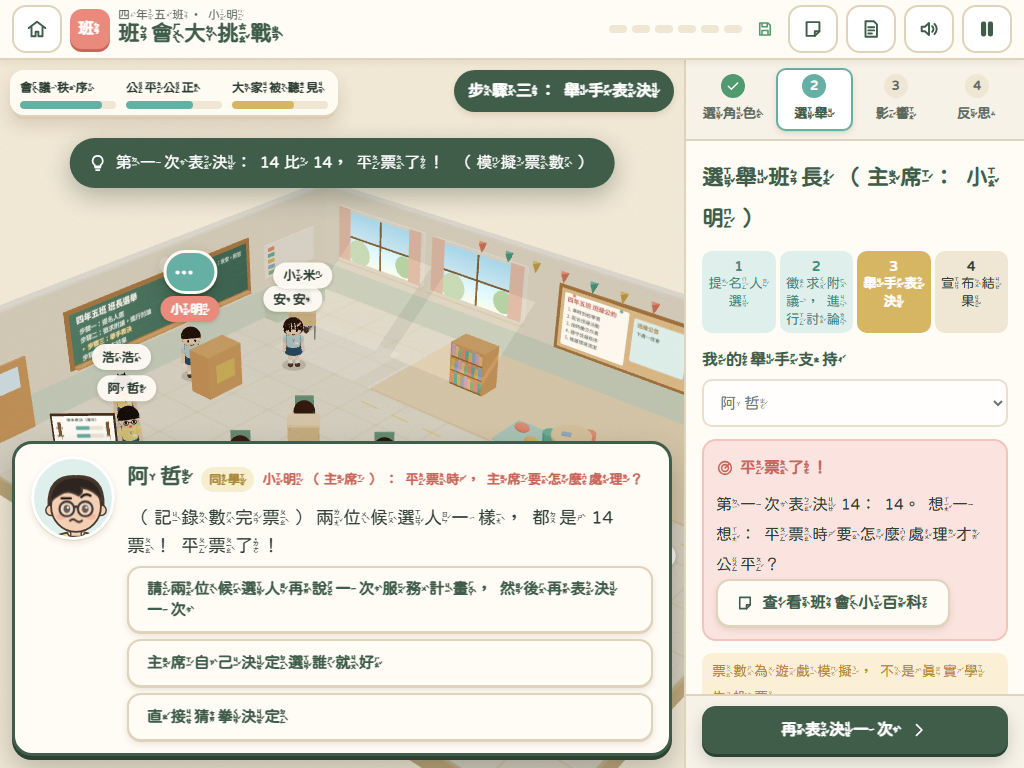 四年五班・小明
班會大挑戰
班
會議秩序
公平公正
大家被聽見
步驟三：舉手表決
第一次表決：14 比 14，平票了！（模擬票數）
四年五班 班長選舉
小米
安安
小明
浩浩
阿哲
阿哲
同學
小明（主席）：平票時，主席要怎麼處理？
（記錄數完票）兩位候選人一樣，都是 14
票！平票了！
請兩位候選人再說一次服務計畫，然後再表決
一次
主席自己決定選誰就好
直接猜拳決定
選角色
2
選舉
3
影響
4
反思
選舉班長（主席：小
明）
1
提名人
選
2
徵求附
議，進
行討論
3
舉手表
決
4
宣布結
果
我的舉手支持
阿哲
平票了！
第一次表決 14：14。想一
想：平票時要怎麼處理才
公平？
查看班會小百科
票數為遊戲模擬，不是真實學
再表決一次